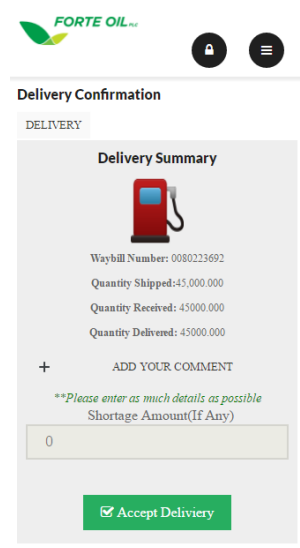 FORTE OIL PLC
Delivery Confirmation
DELIVERY
Delivery Summary
Waybill Number: 0080223692
Quantity Shipped:45,000.000
Quantity Received: 45000.000
Quantity Delivered: 45000.000
+ ADD YOUR COMMENT
**Please enter as much details as possible
Shortage Amount(If Any)
0
Accept Deliviery